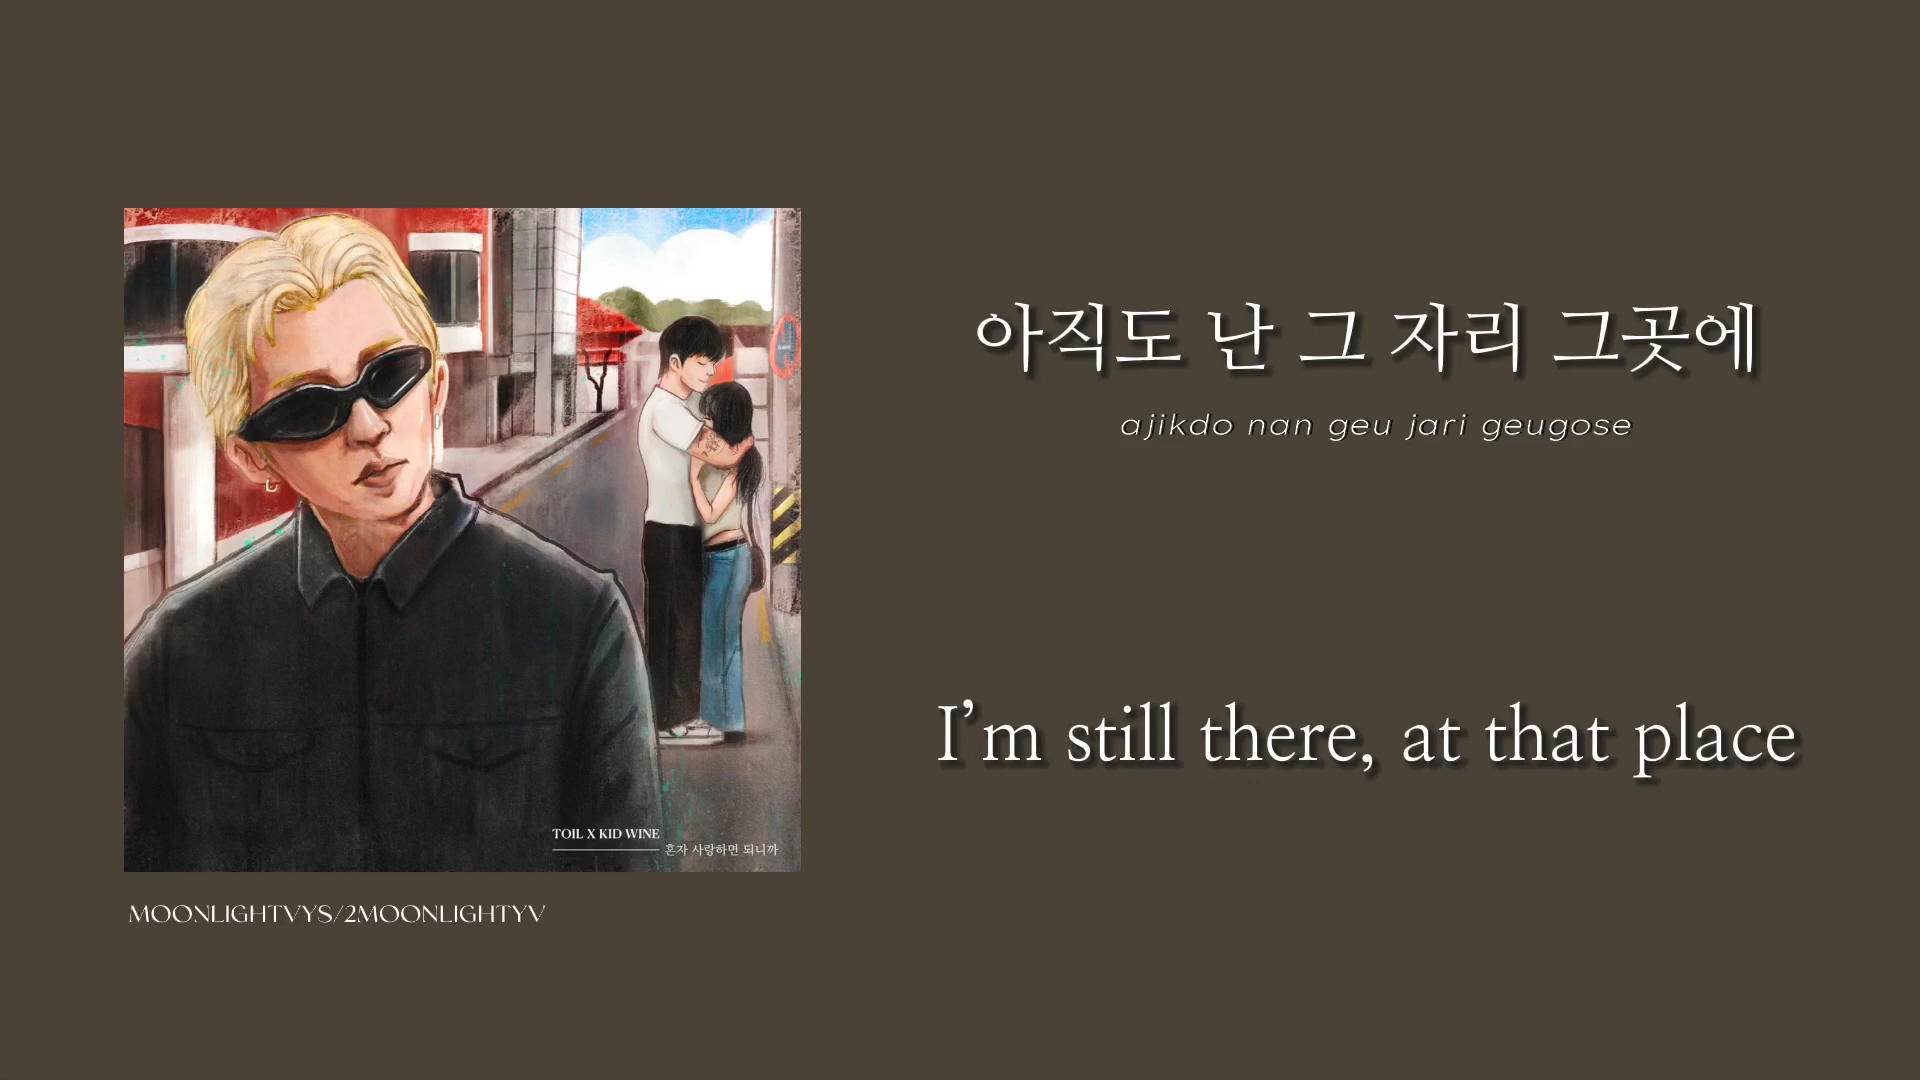 아직도 난 그 자리 그곳에
ajikdo nan geu jari geugose
I'm still there, at that place
TOIL X KID WINE
혼자 사랑하면 되니까
MOONLIGHTVYS/2MOONLIGHTYV